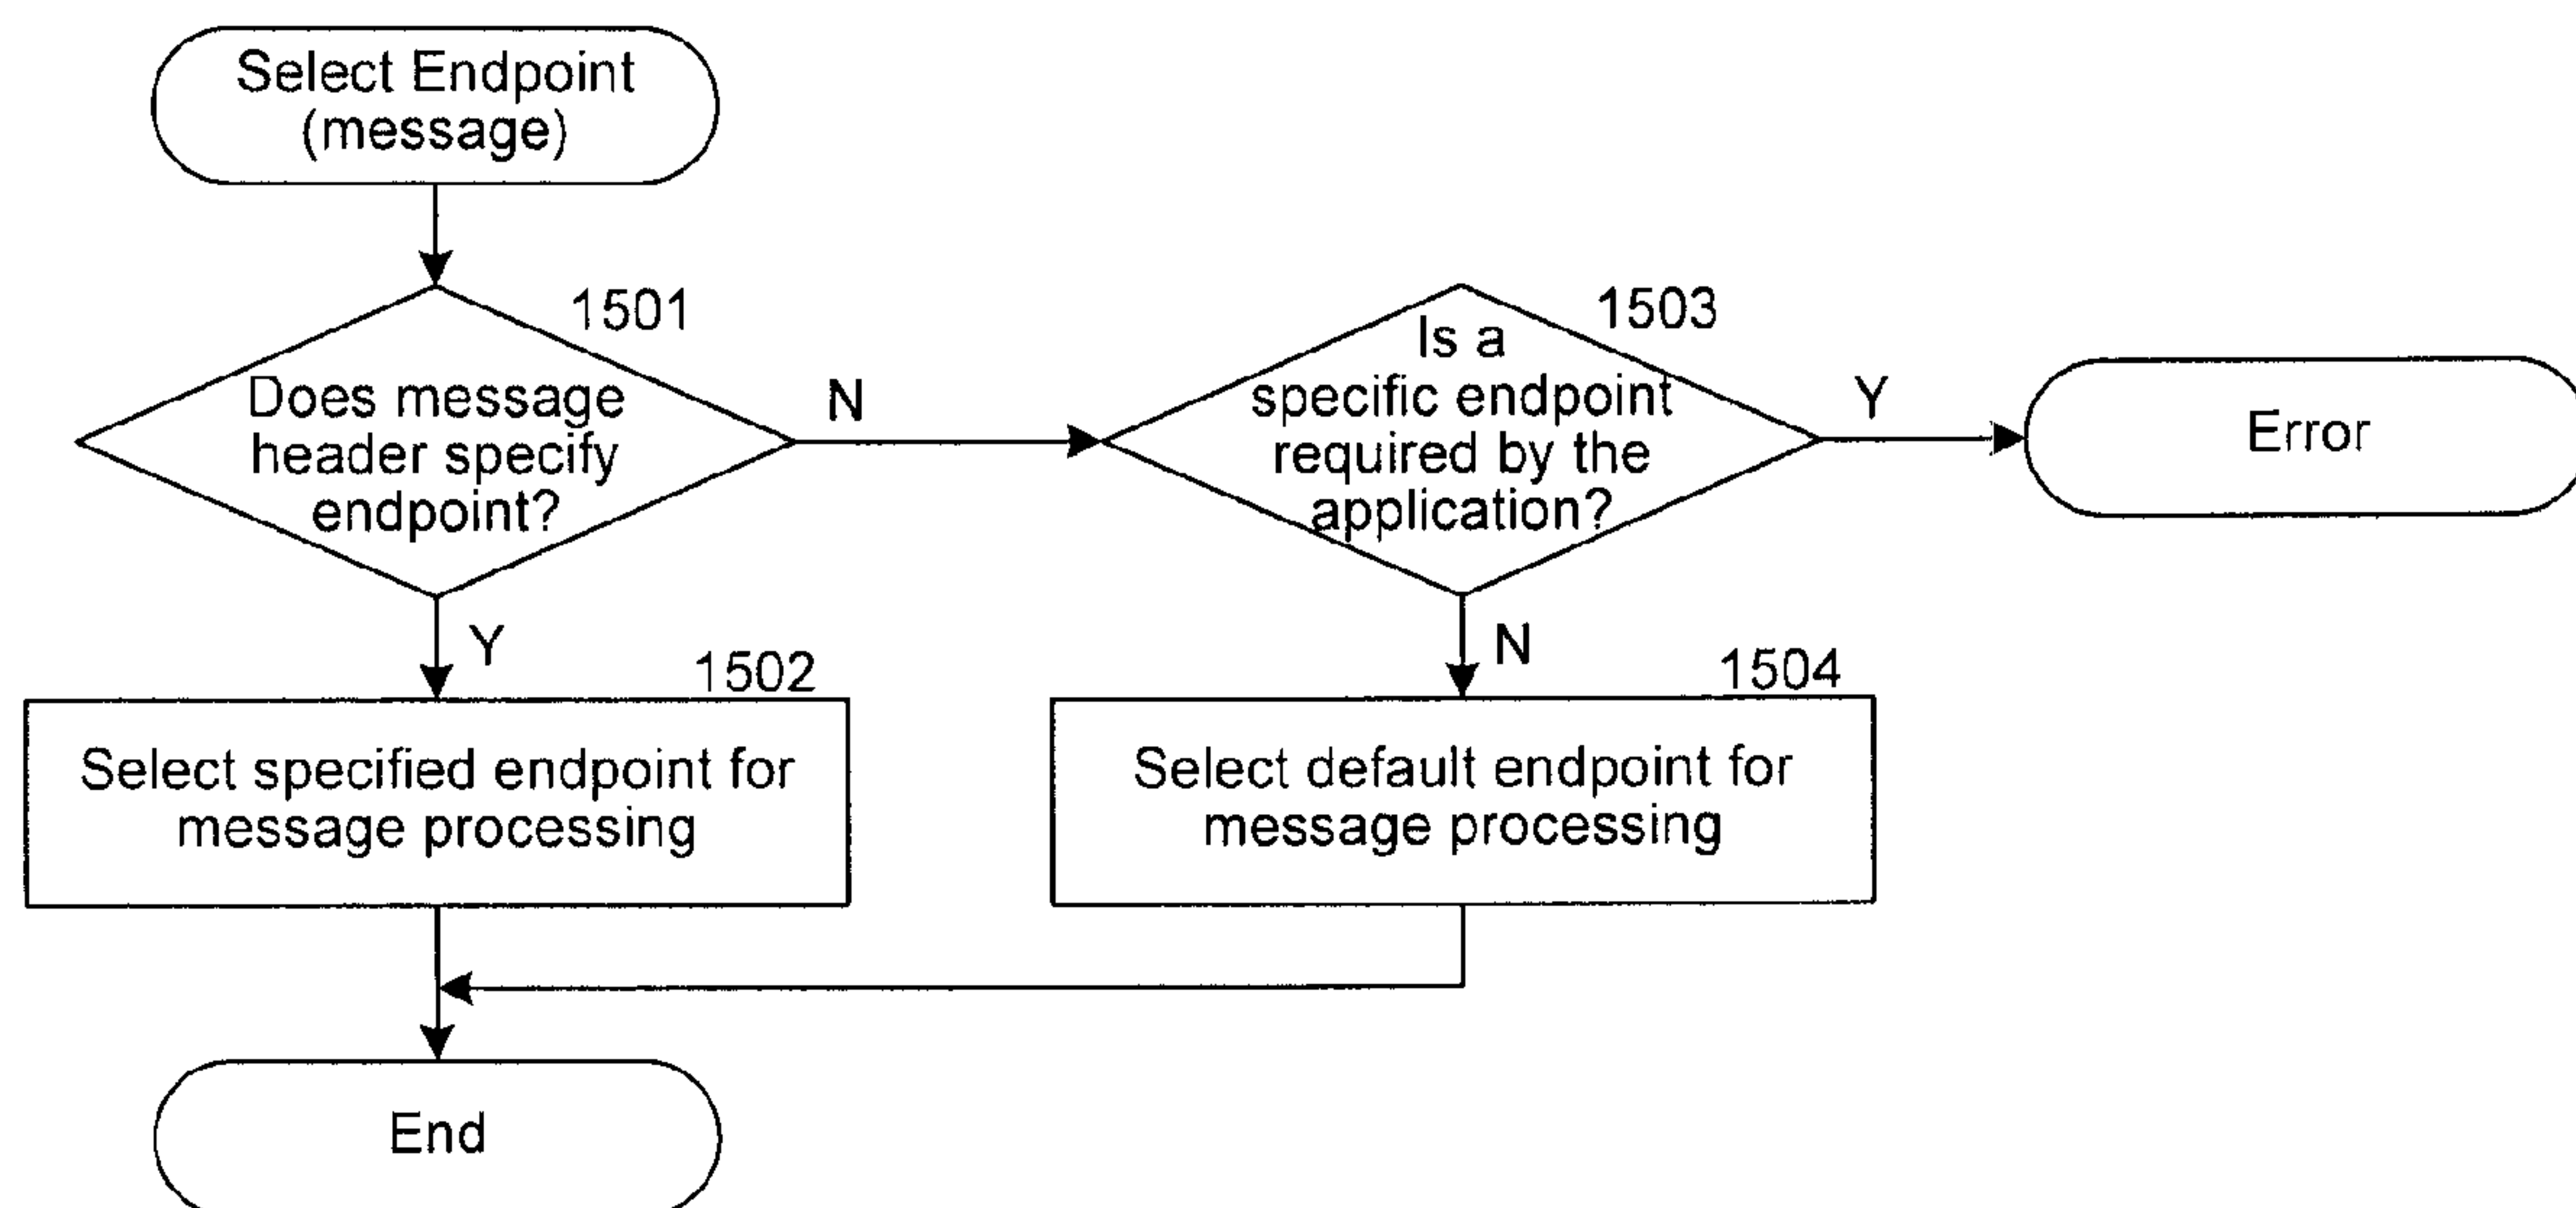 Select Endpoint
(message)
1501
Does message
header specify
endpoint?
N
1503
Is a
specific endpoint
required by the
application?
Y
Error
Y
1502
Select specified endpoint for
message processing
N
1504
Select default endpoint for
message processing
End